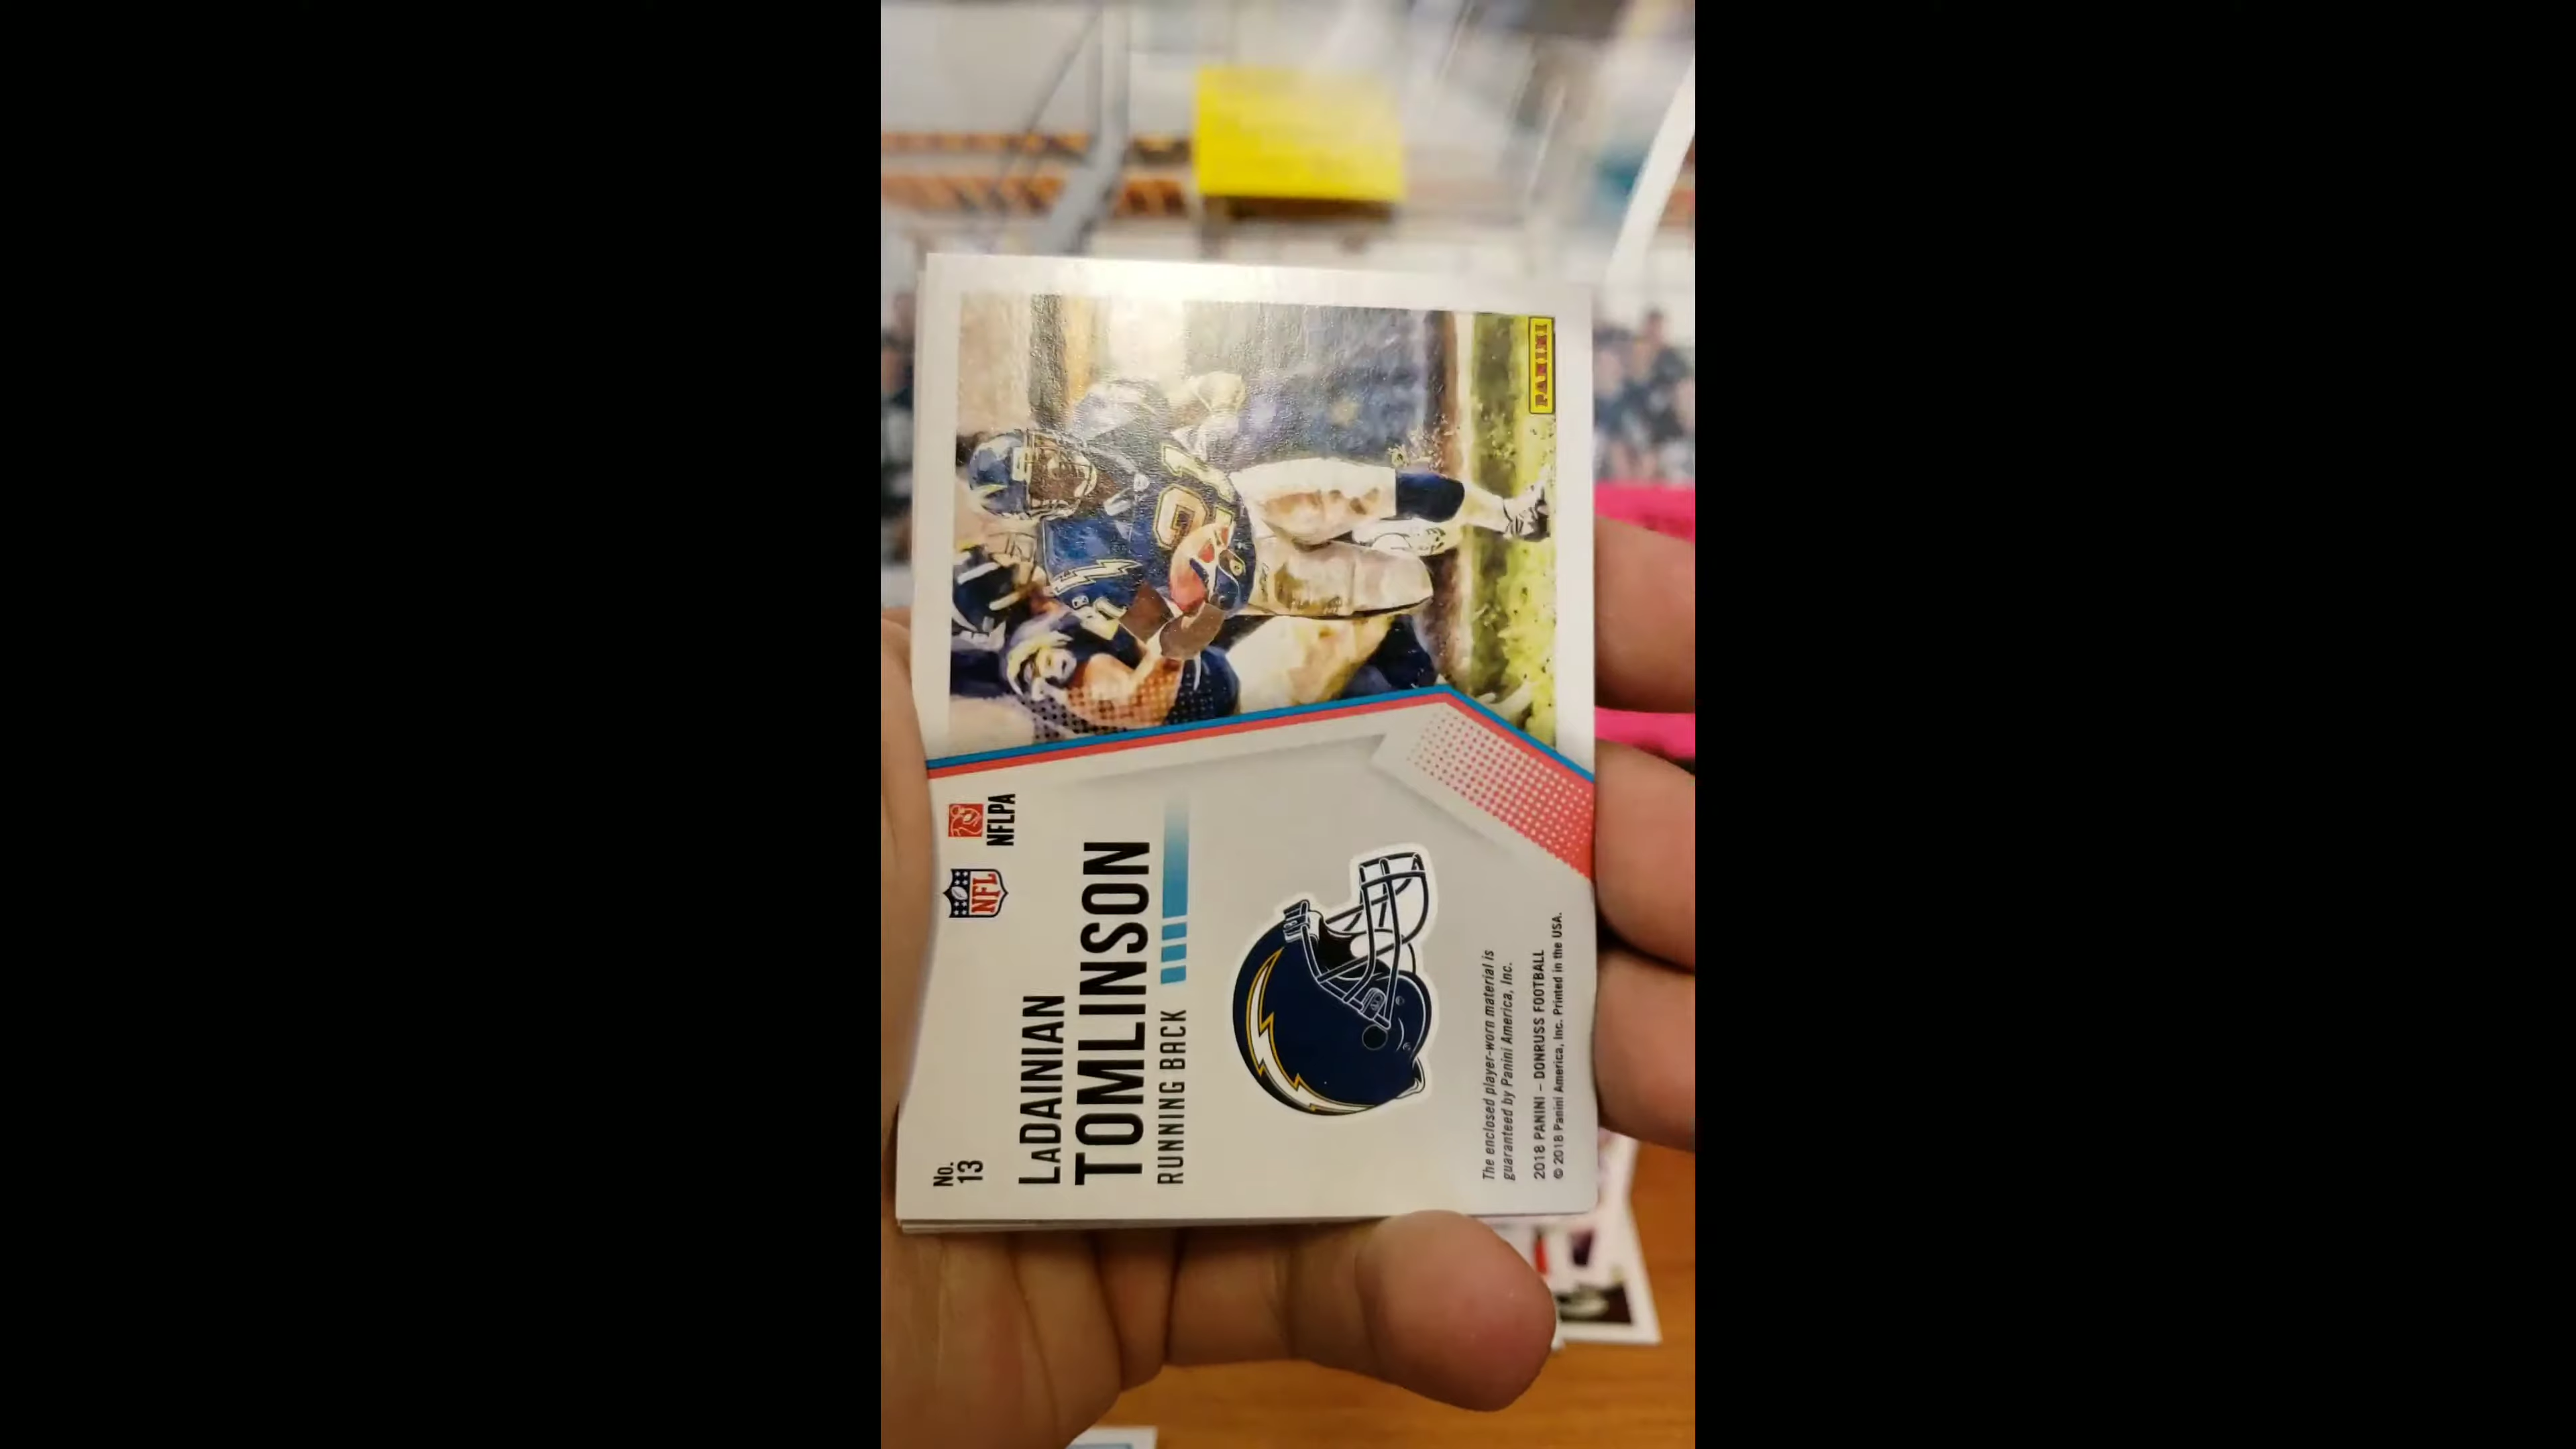 No.
13
NFL
NFLPA
LADAINIAN
TOMLINSON
RUNNING BACK
The enclosed player-worn material is
guaranteed by Panini America, Inc.
2018 PANINI – DONRUSS FOOTBALL
© 2018 Panini America, Inc. Printed in the USA.
PANINI